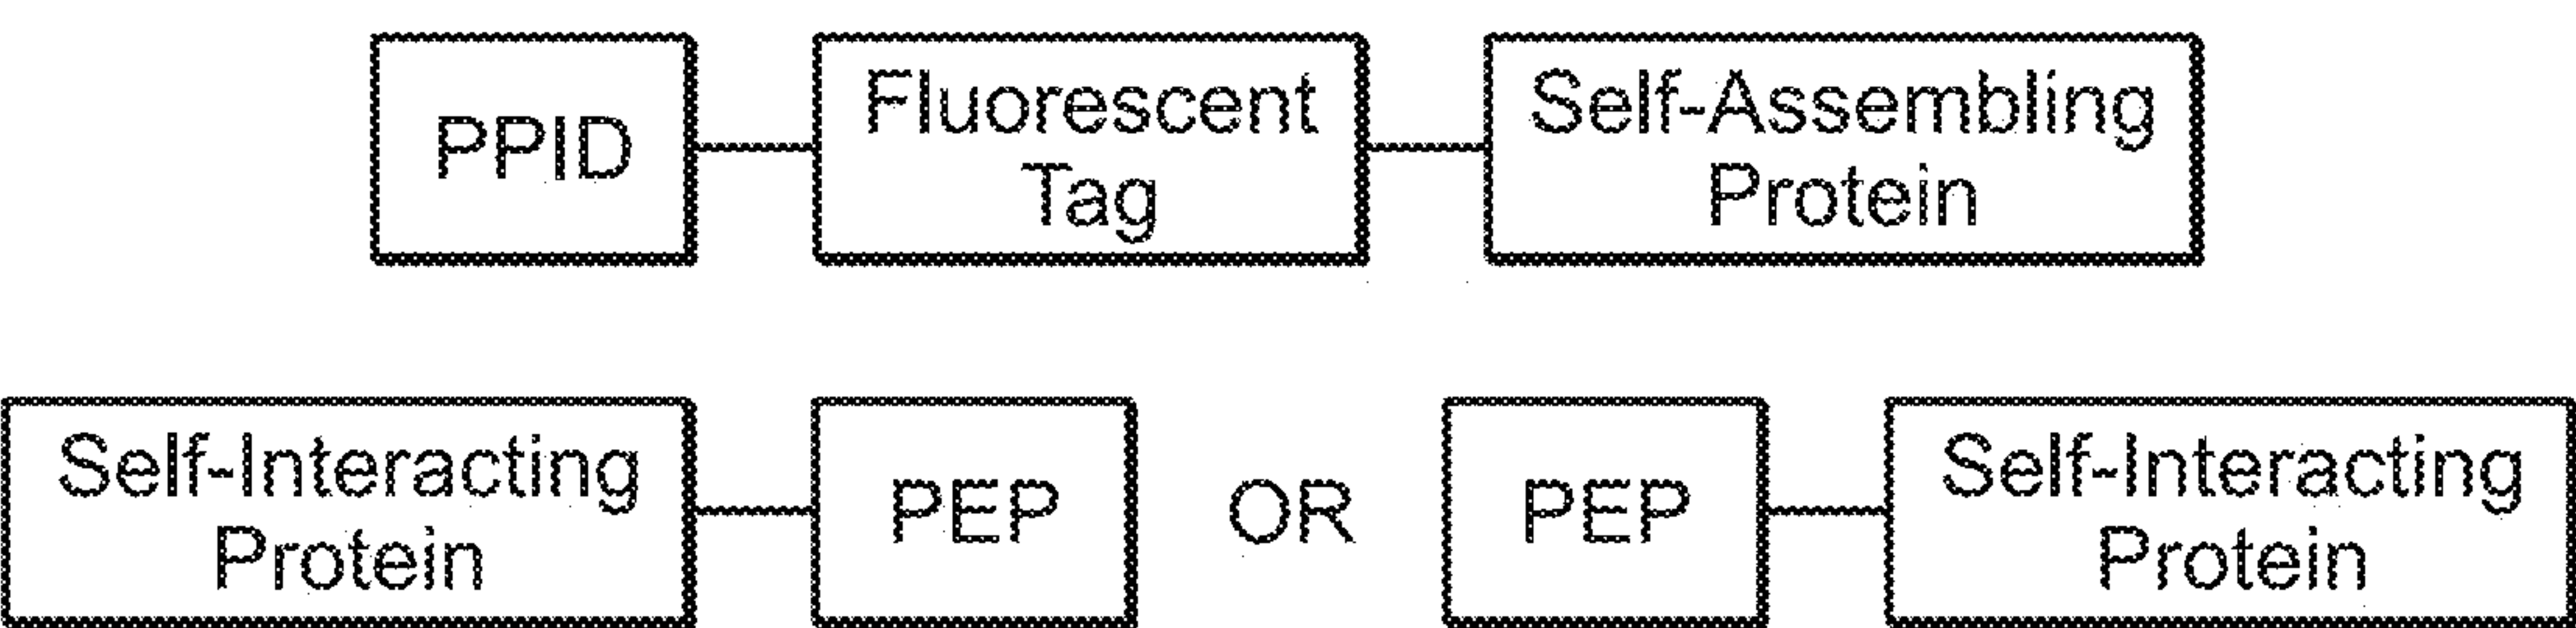 PPID
Fluorescent
Tag
Self-Assembling
Protein
Self-Interacting
Protein
PEP
OR
PEP
Self-Interacting
Protein